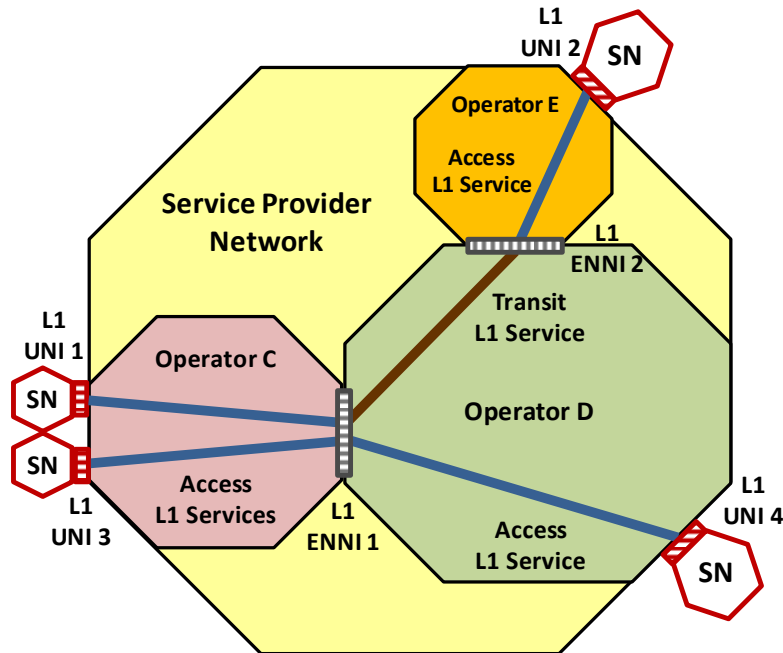 L1
UNI 2
SN
Operator E
Access
L1 Service
Service Provider
Network
L1
ENNI 2
Transit
L1 Service
L1
UNI 1
Operator C
SN
Operator D
SN
Access
L1 Services
L1
UNI 3
L1
ENNI 1
Access
L1 Service
L1
UNI 4
SN